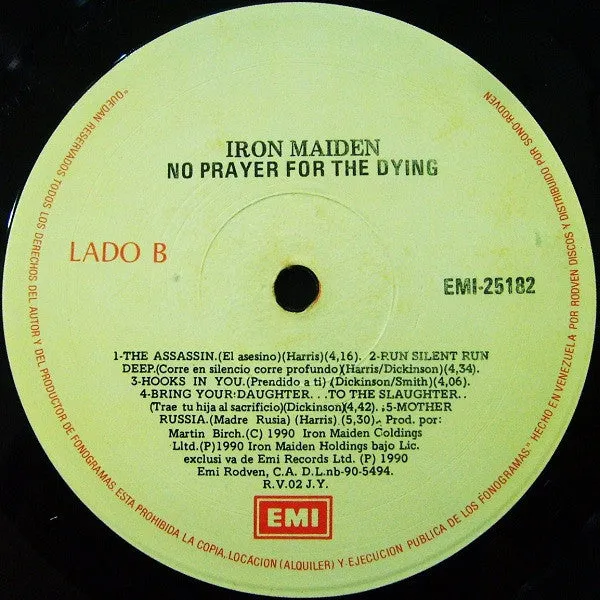 IRON MAIDEN
NO PRAYER FOR THE DYING
LADO B
EMI-25182
1-THE ASSASSIN.(El asesino)(Harris)(4,16). 2-RUN SILENT RUN
DEEP.(Corre en silencio corre profundo)(Harris/Dickinson)(4,34).
3-HOOKS IN YOU.(Prendido a ti).(Dickinson/Smith)(4,06).
4-BRING YOUR DAUGHTER. . .TO THE SLAUGHTER. .
(Trae tu hija al sacrificio)(Dickinson)(4,42). 5-MOTHER
RUSSIA.(Madre Rusia) (Harris) (5,30). Prod. por:
Martin Birch.(C) 1990 Iron Maiden Coldings
Lltd.(P)1990 Iron Maiden Holdings bajo Lic.
exclusi va de Emi Records Ltd. (P) 1990
Emi Rodven, C.A. D.L.nb-90-5494.
R.V.02 J.Y.
EMI
"QUEDAN RESERVADOS TODOS LOS DERECHOS DEL AUTOR Y DEL PRODUCTOR DE FONOGRAMAS. ESTA PROHIBIDA LA COPIA, LOCACION (ALQUILER) Y EJECUCION PUBLICA DE LOS FONOGRAMAS." HECHO EN VENEZUELA POR RODVEN DISCOS Y DISTRIBUIDO POR SONO-RODVEN